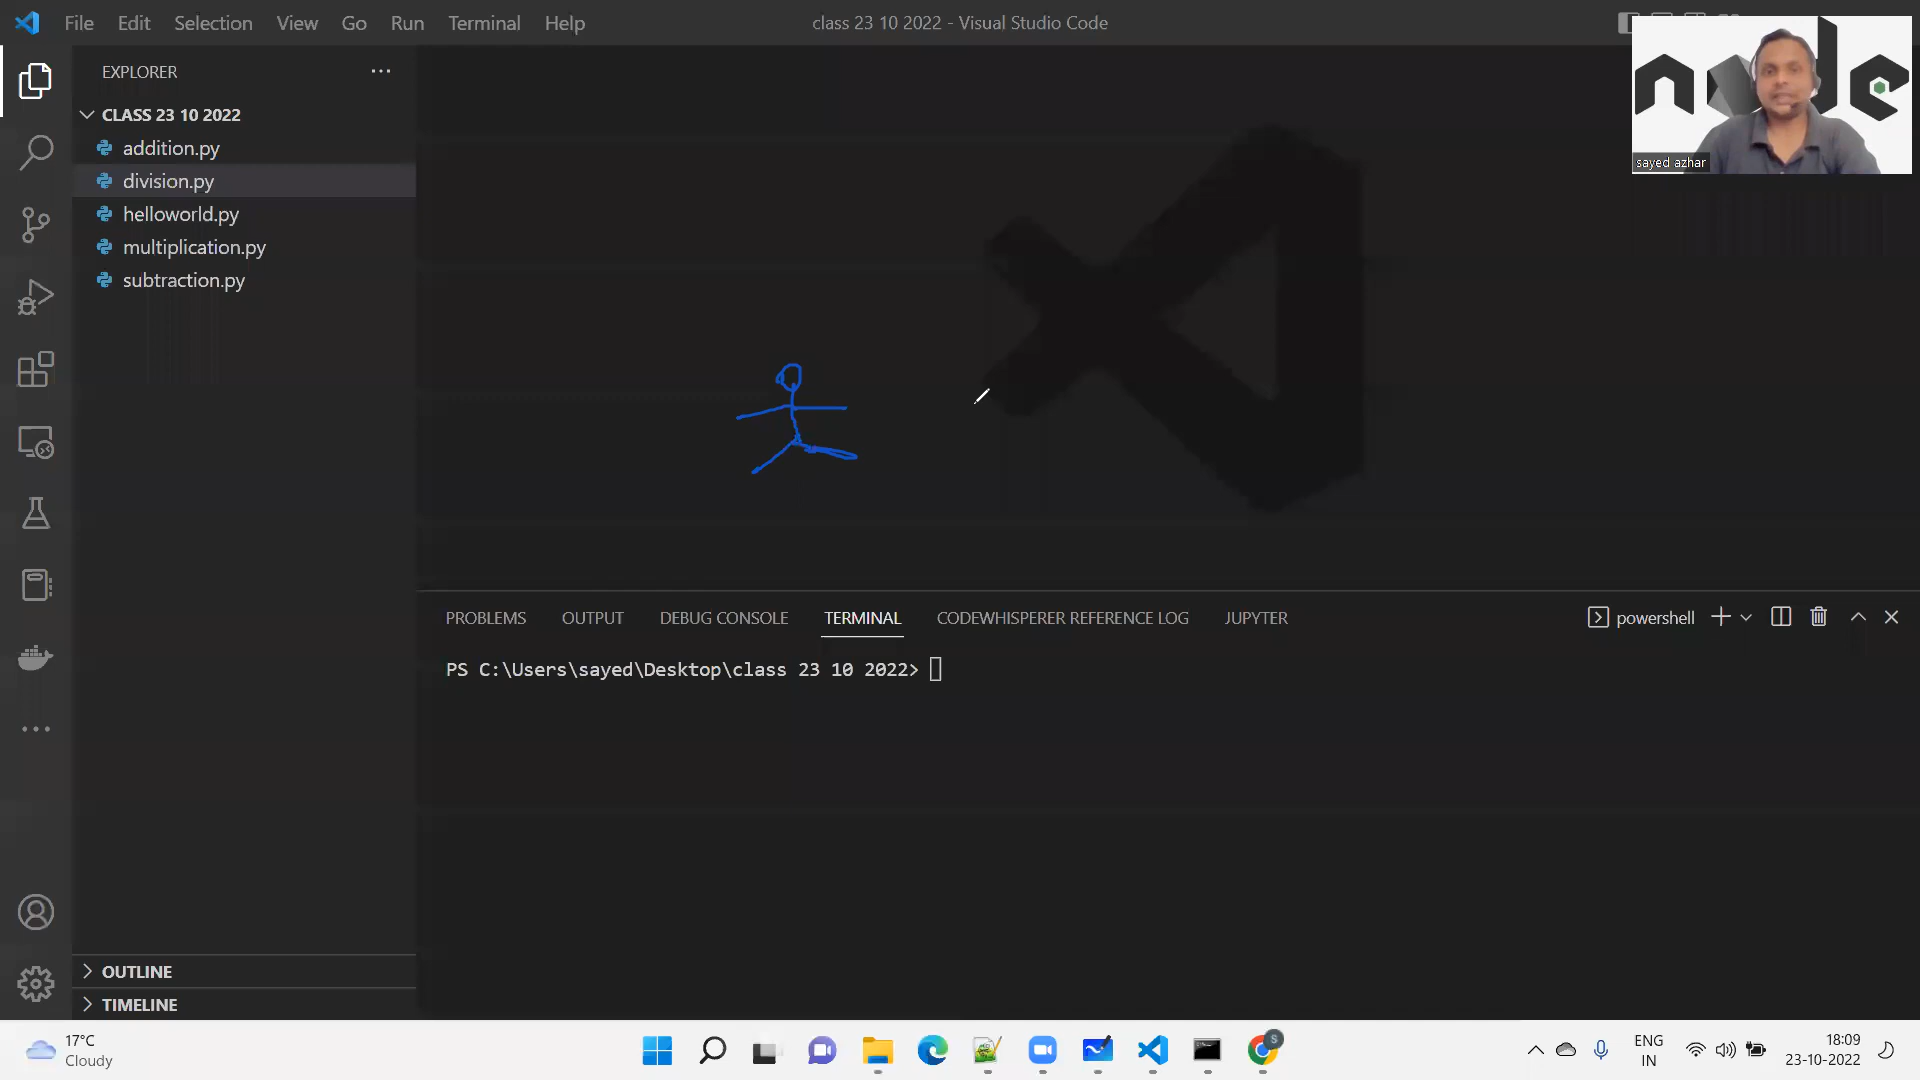 File Edit Selection View Go Run Terminal Help
class 23 10 2022 - Visual Studio Code
node
sayed azhar
EXPLORER
CLASS 23 10 2022
addition.py
division.py
helloworld.py
multiplication.py
subtraction.py
OUTLINE
TIMELINE
PROBLEMS OUTPUT DEBUG CONSOLE TERMINAL CODEWHISPERER REFERENCE LOG JUPYTER
powershell
PS C:\Users\sayed\Desktop\class 23 10 2022>
17°C
Cloudy
S
ENG
IN
18:09
23-10-2022